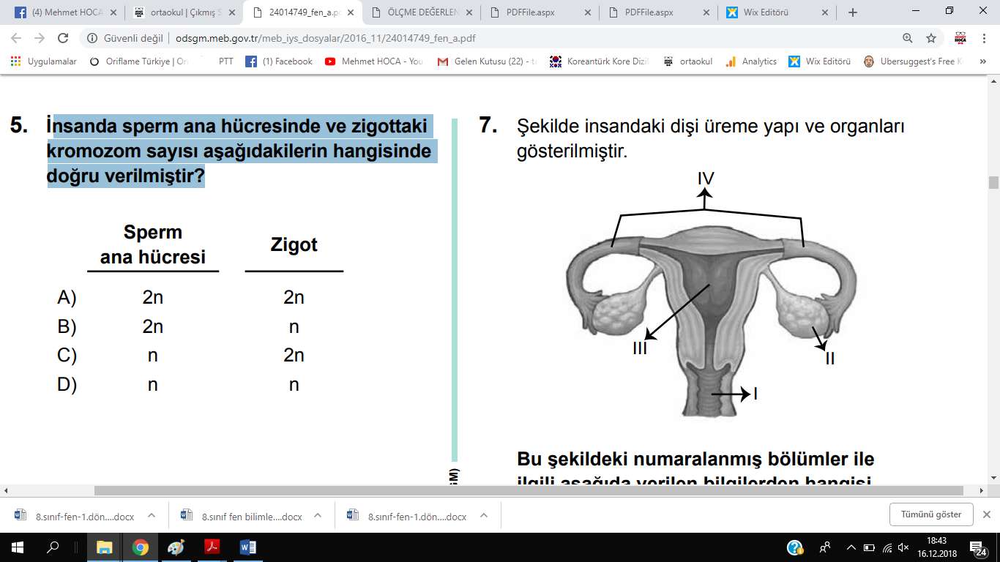 (4) Mehmet HOCA
ortaokul | Çıkmış S
24014749_fen_a.pd
ÖLÇME DEĞERLEN
PDFFile.aspx
PDFFile.aspx
Wix Editörü
Güvenli değil | odsgm.meb.gov.tr/meb_iys_dosyalar/2016_11/24014749_fen_a.pdf
Uygulamalar
Oriflame Türkiye | Ori
PTT
(1) Facebook
Mehmet HOCA - You
Gelen Kutusu (22) - te
Koreantürk Kore Dizil
ortaokul
Analytics
Wix Editörü
Ubersuggest's Free K
5. İnsanda sperm ana hücresinde ve zigottaki
kromozom sayısı aşağıdakilerin hangisinde
doğru verilmiştir?
Sperm
ana hücresi
Zigot
A) 2n 2n
B) 2n n
C) n 2n
D) n n
7. Şekilde insandaki dişi üreme yapı ve organları
gösterilmiştir.
IV
III
II
I
Bu şekildeki numaralanmış bölümler ile
ilgili aşağıda verilen bilgilerden hangisi
8.sınıf-fen-1.dön....docx
8.sınıf fen bilimle....docx
8.sınıf-fen-1.dön....docx
Tümünü göster
18:43
16.12.2018
24